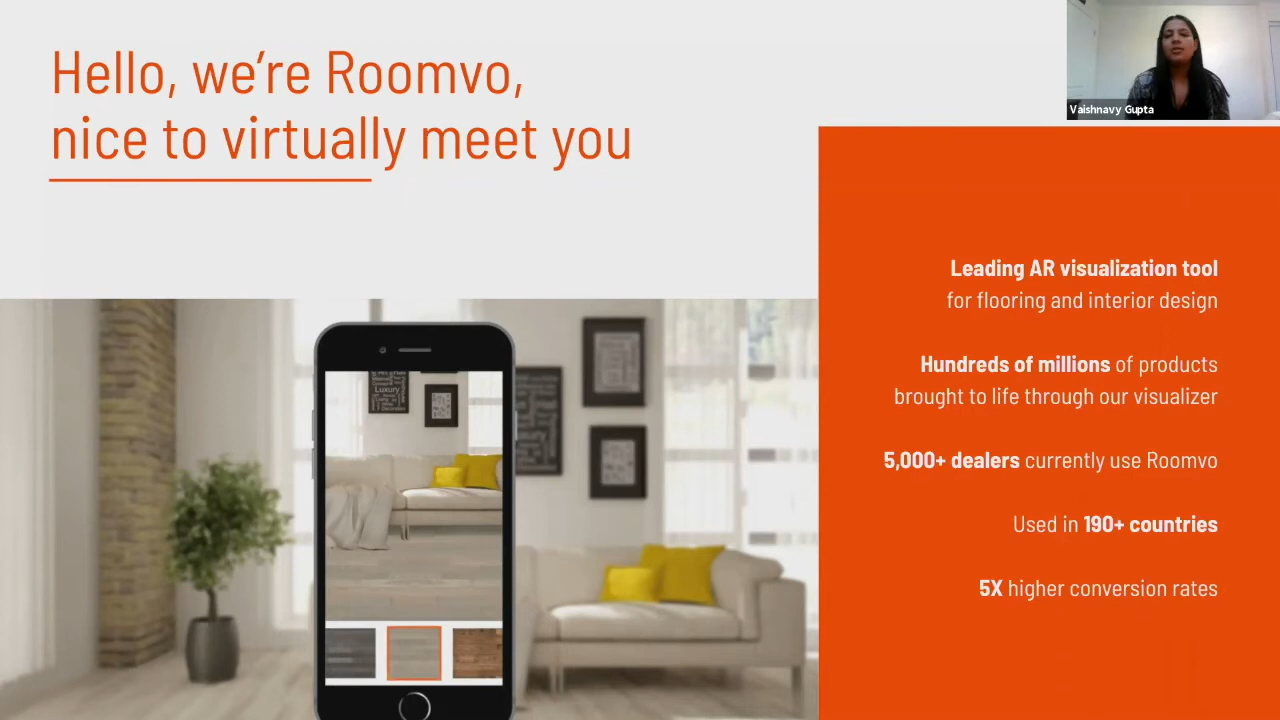 Hello, we're Roomvo,
nice to virtually meet you
Vaishnavy Gupta
Leading AR visualization tool
for flooring and interior design
Hundreds of millions of products
brought to life through our visualizer
5,000+ dealers currently use Roomvo
Used in 190+ countries
5X higher conversion rates
Luxury